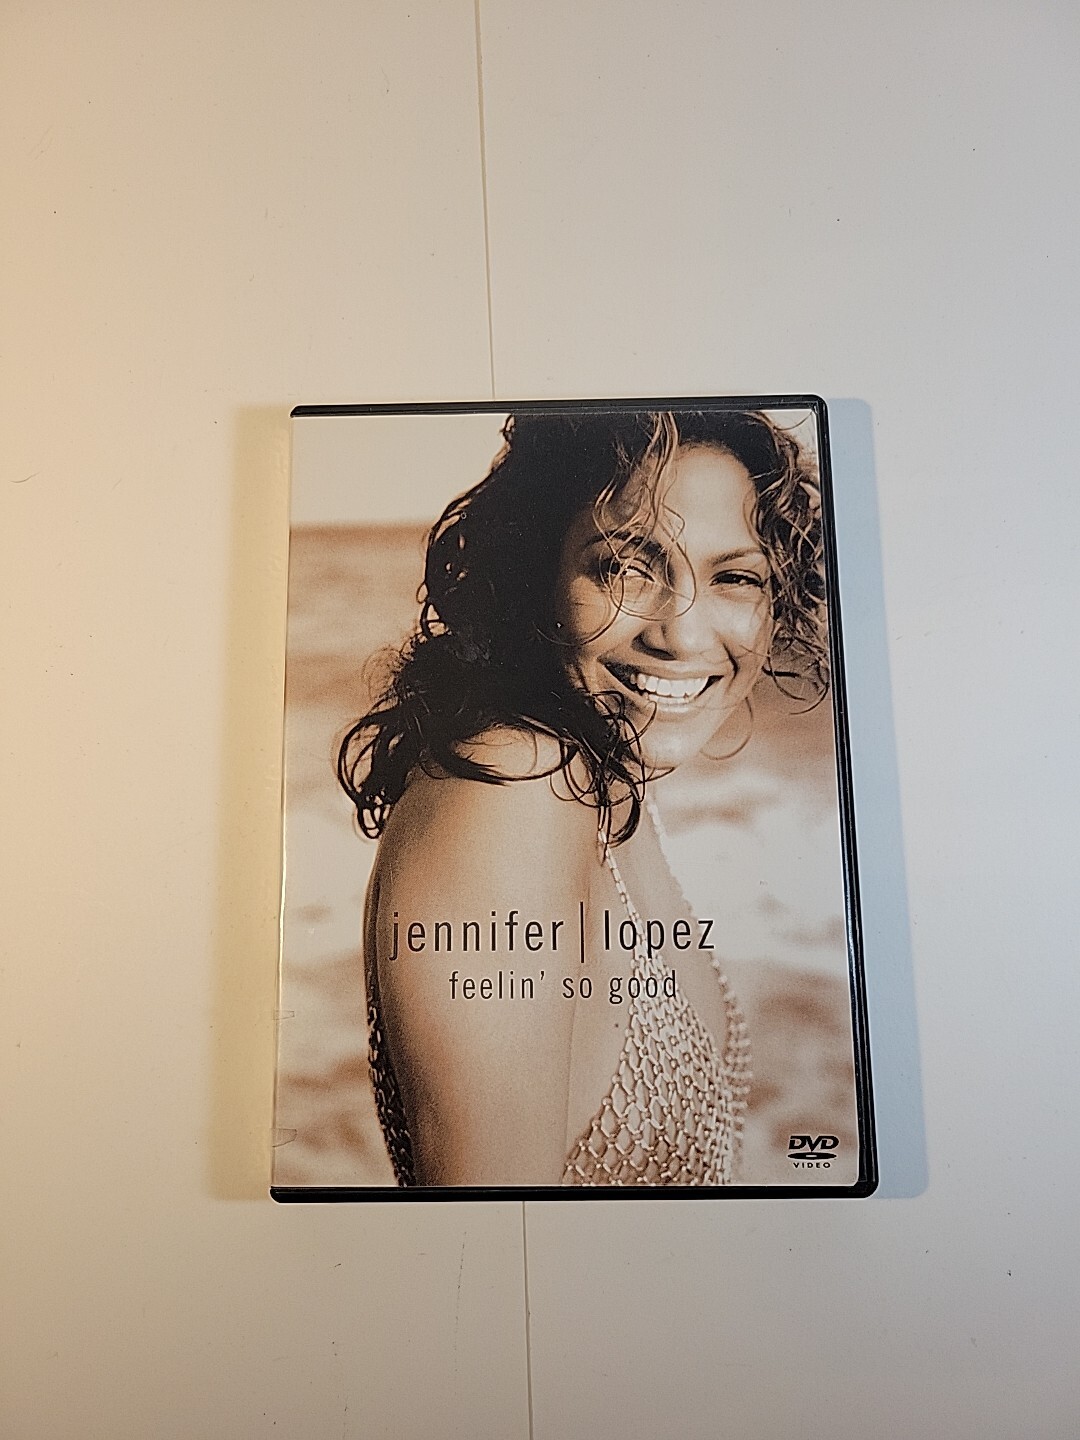 jennifer | lopez
feelin' so good
DVD
VIDEO